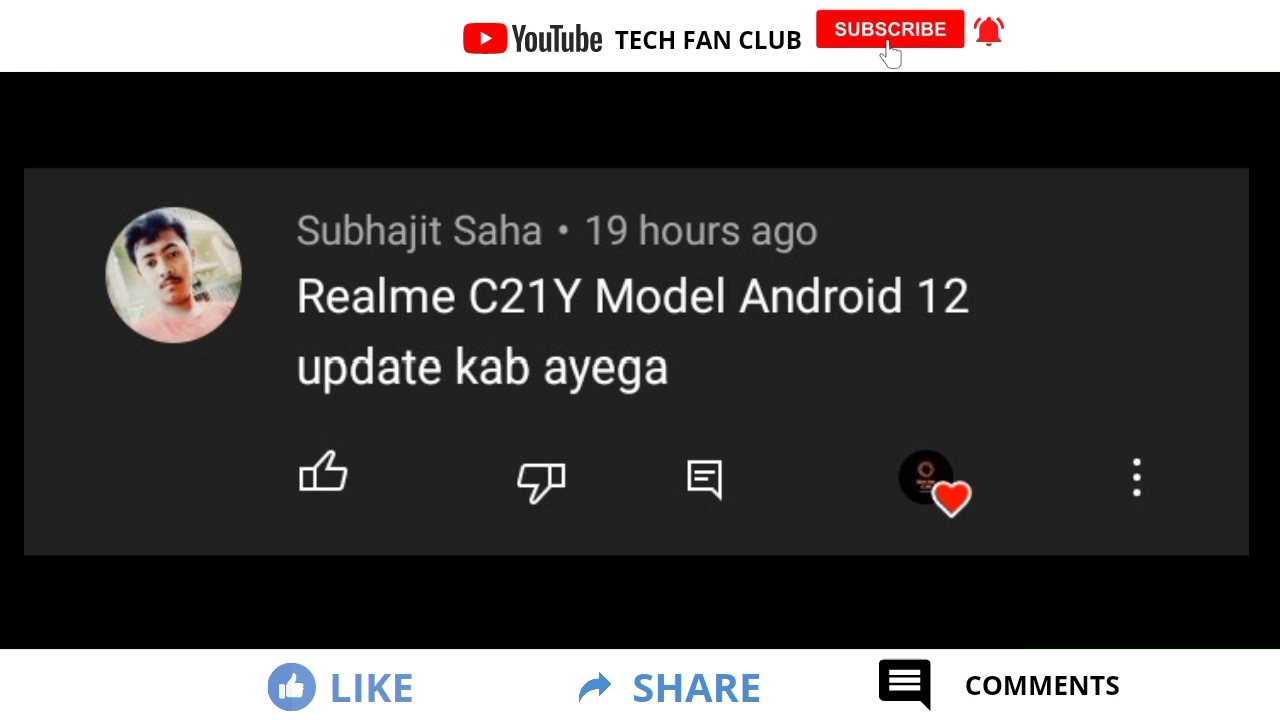 YouTube TECH FAN CLUB SUBSCRIBE
Subhajit Saha • 19 hours ago
Realme C21Y Model Android 12
update kab ayega
LIKE SHARE COMMENTS